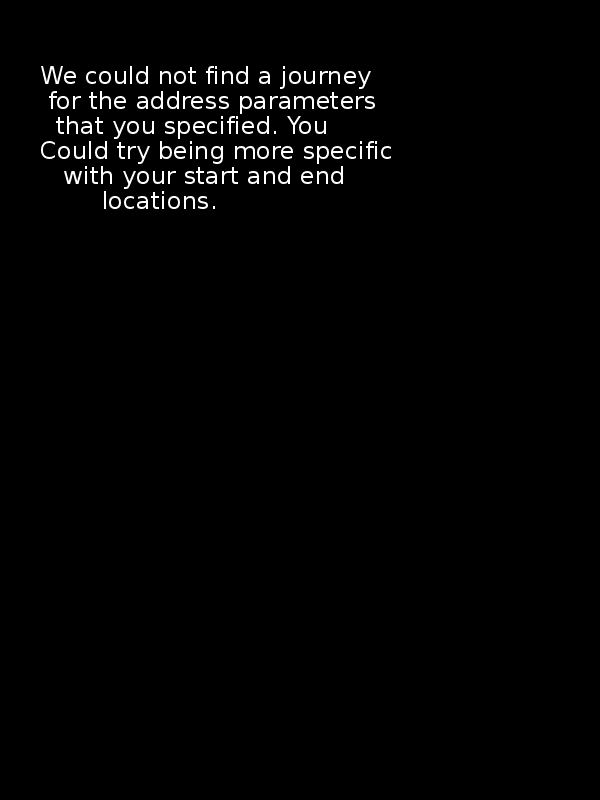 We could not find a journey
for the address parameters
that you specified. You
Could try being more specific
with your start and end
locations.